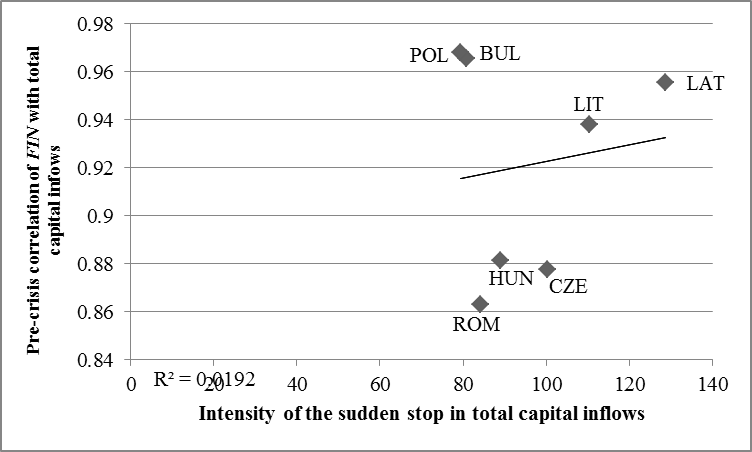 Pre-crisis correlation of FIN with total
capital infows
0.98
0.96
0.94
0.92
0.9
0.88
0.86
0.84
POL
BUL
LAT
LIT
HUN
CZE
ROM
R² = 0.0192
0
20
40
60
80
100
120
140
Intensity of the sudden stop in total capital inflows